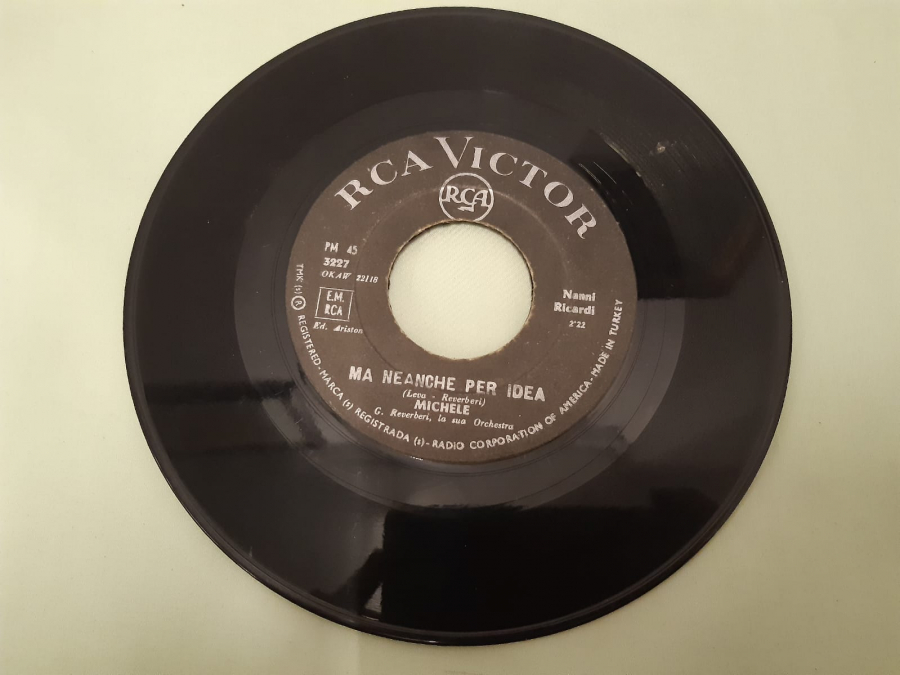 RCA VICTOR
RCA
PM 45
3227
OKAW 22118
E.M.
RCA
Ed. Ariston
Nanni
Ricardi
2'22
MA NEANCHE PER IDEA
(Leva - Reverberi)
MICHELE
G. Reverberi, la sua Orchestra
TMK (s) ® REGISTERED - MARCA (s) REGISTRADA (s) - RADIO CORPORATION OF AMERICA - MADE IN TURKEY